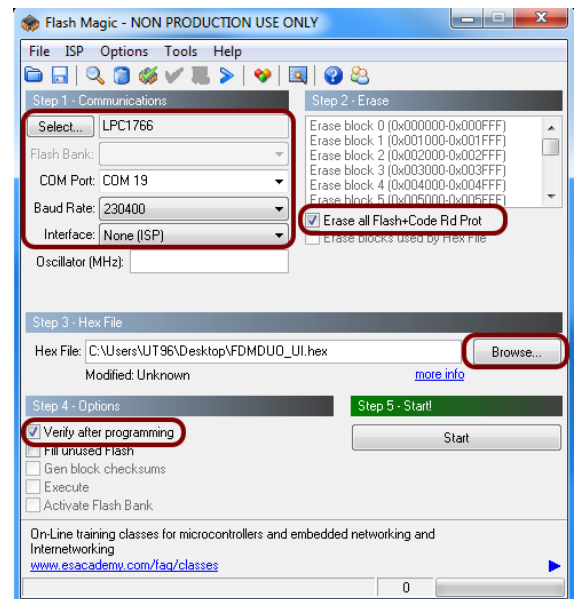 Flash Magic - NON PRODUCTION USE ONLY
File ISP Options Tools Help
Step 1 - Communications
Select... LPC1766
Flash Bank:
COM Port: COM 19
Baud Rate: 230400
Interface: None (ISP)
Oscillator (MHz):
Step 2 - Erase
Erase block 0 (0x000000-0x000FFF)
Erase block 1 (0x001000-0x001FFF)
Erase block 2 (0x002000-0x002FFF)
Erase block 3 (0x003000-0x003FFF)
Erase block 4 (0x004000-0x004FFF)
Erase block 5 (0x005000-0x005FFF)
Erase all Flash+Code Rd Prot
Erase blocks used by Hex File
Step 3 - Hex File
Hex File: C:\Users\UT96\Desktop\FDMDUO_UI.hex Browse...
Modified: Unknown more info
Step 4 - Options
Verify after programming
Fill unused Flash
Gen block checksums
Execute
Activate Flash Bank
Step 5 - Start!
Start
On-Line training classes for microcontrollers and embedded networking and
Internetworking
www.esacademy.com/faq/classes
0